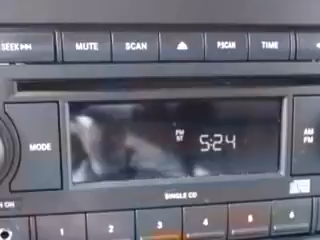 SEEK MUTE SCAN P.SCAN TIME
FM
ST
5:24
MODE
AM
FM
SINGLE CD
1 2 3 4 5 6